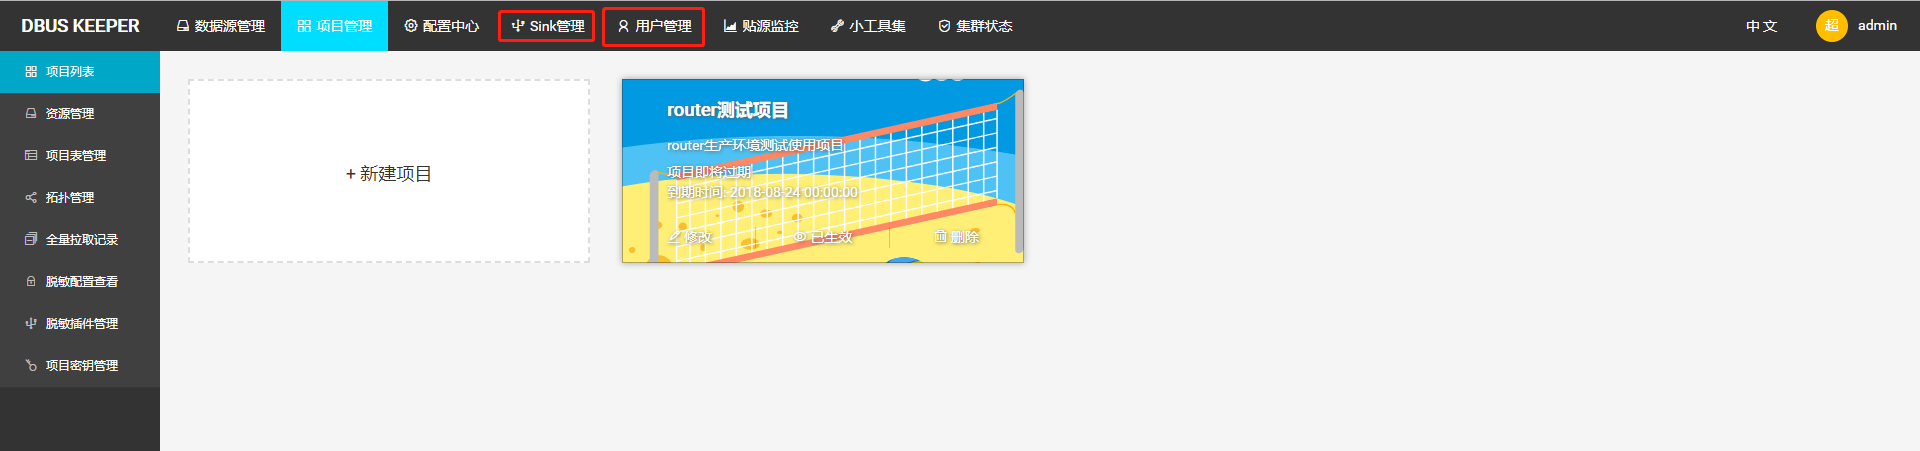 DBUS KEEPER 数据源管理 项目管理 配置中心 Sink管理 用户管理 贴源监控 小工具集 集群状态 中 文 超 admin
项目列表
资源管理
项目表管理
拓扑管理
全量拉取记录
脱敏配置查看
脱敏插件管理
项目密钥管理
+ 新建项目
router测试项目
router生产环境测试使用项目
项目即将过期
到期时间: 2018-08-24 00:00:00
修改 已生效 删除